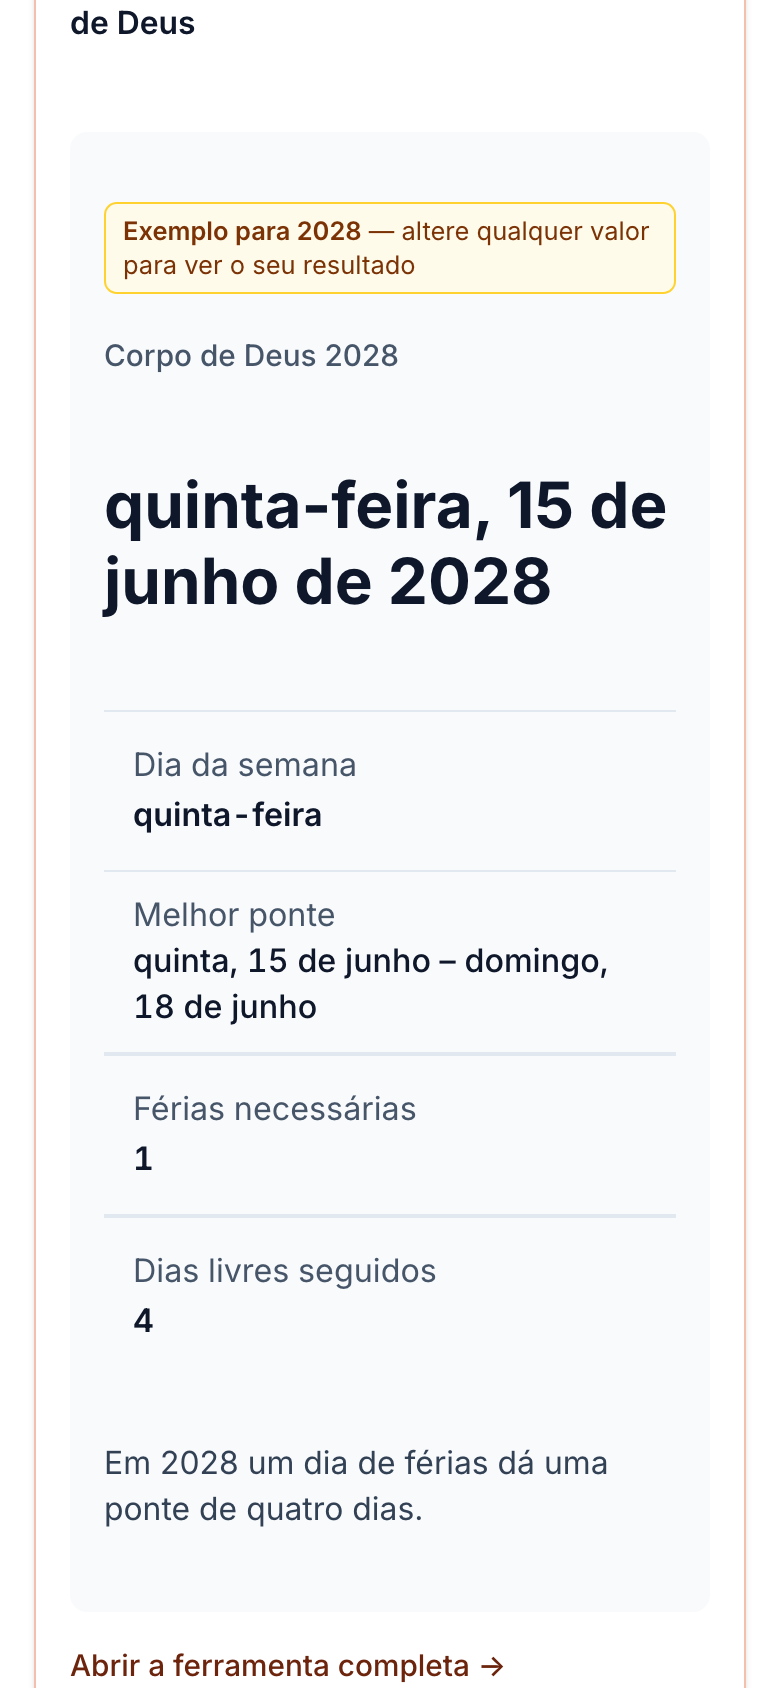 de Deus
Exemplo para 2028 — altere qualquer valor
para ver o seu resultado
Corpo de Deus 2028
quinta-feira, 15 de
junho de 2028
Dia da semana
quinta-feira
Melhor ponte
quinta, 15 de junho – domingo,
18 de junho
Férias necessárias
1
Dias livres seguidos
4
Em 2028 um dia de férias dá uma
ponte de quatro dias.
Abrir a ferramenta completa →